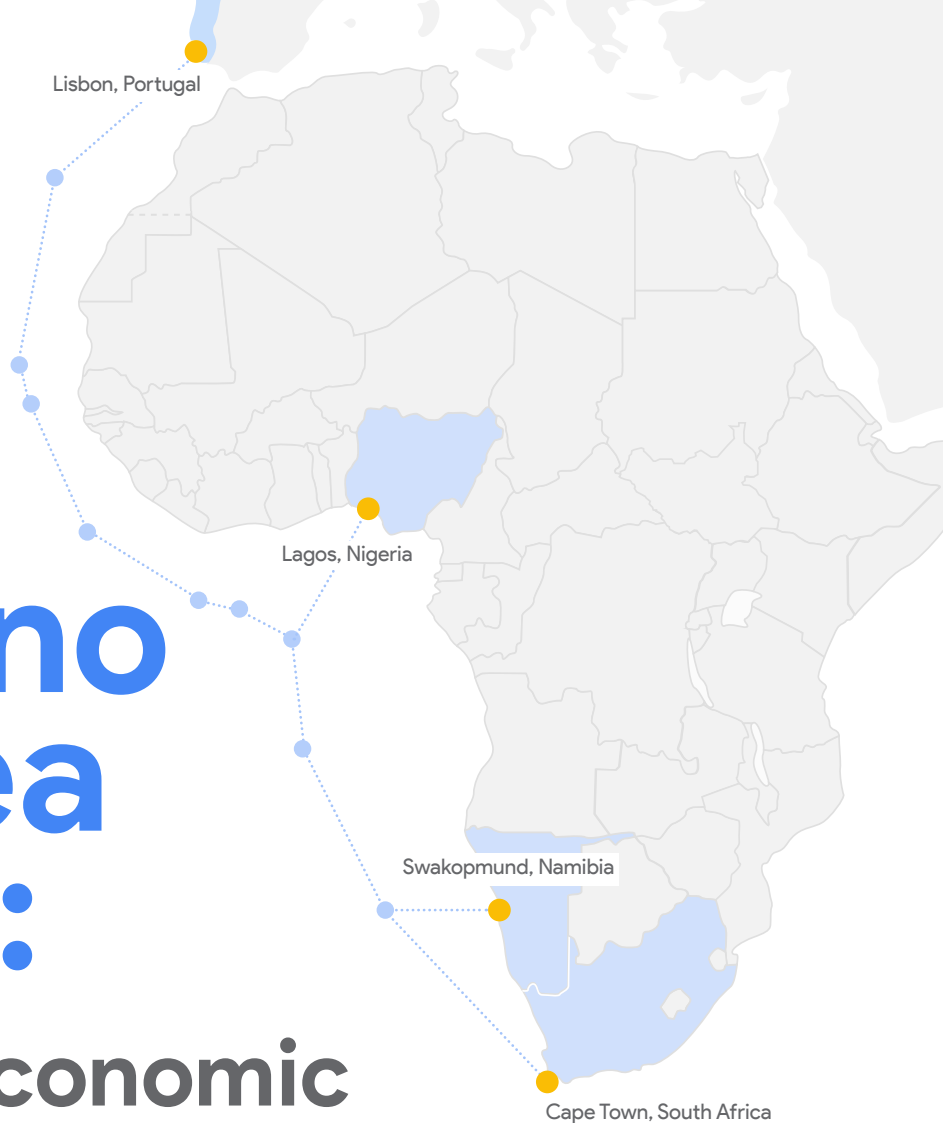 Lisbon, Portugal
Lagos, Nigeria
no
ea
:
Swakopmund, Namibia
conomic
Cape Town, South Africa